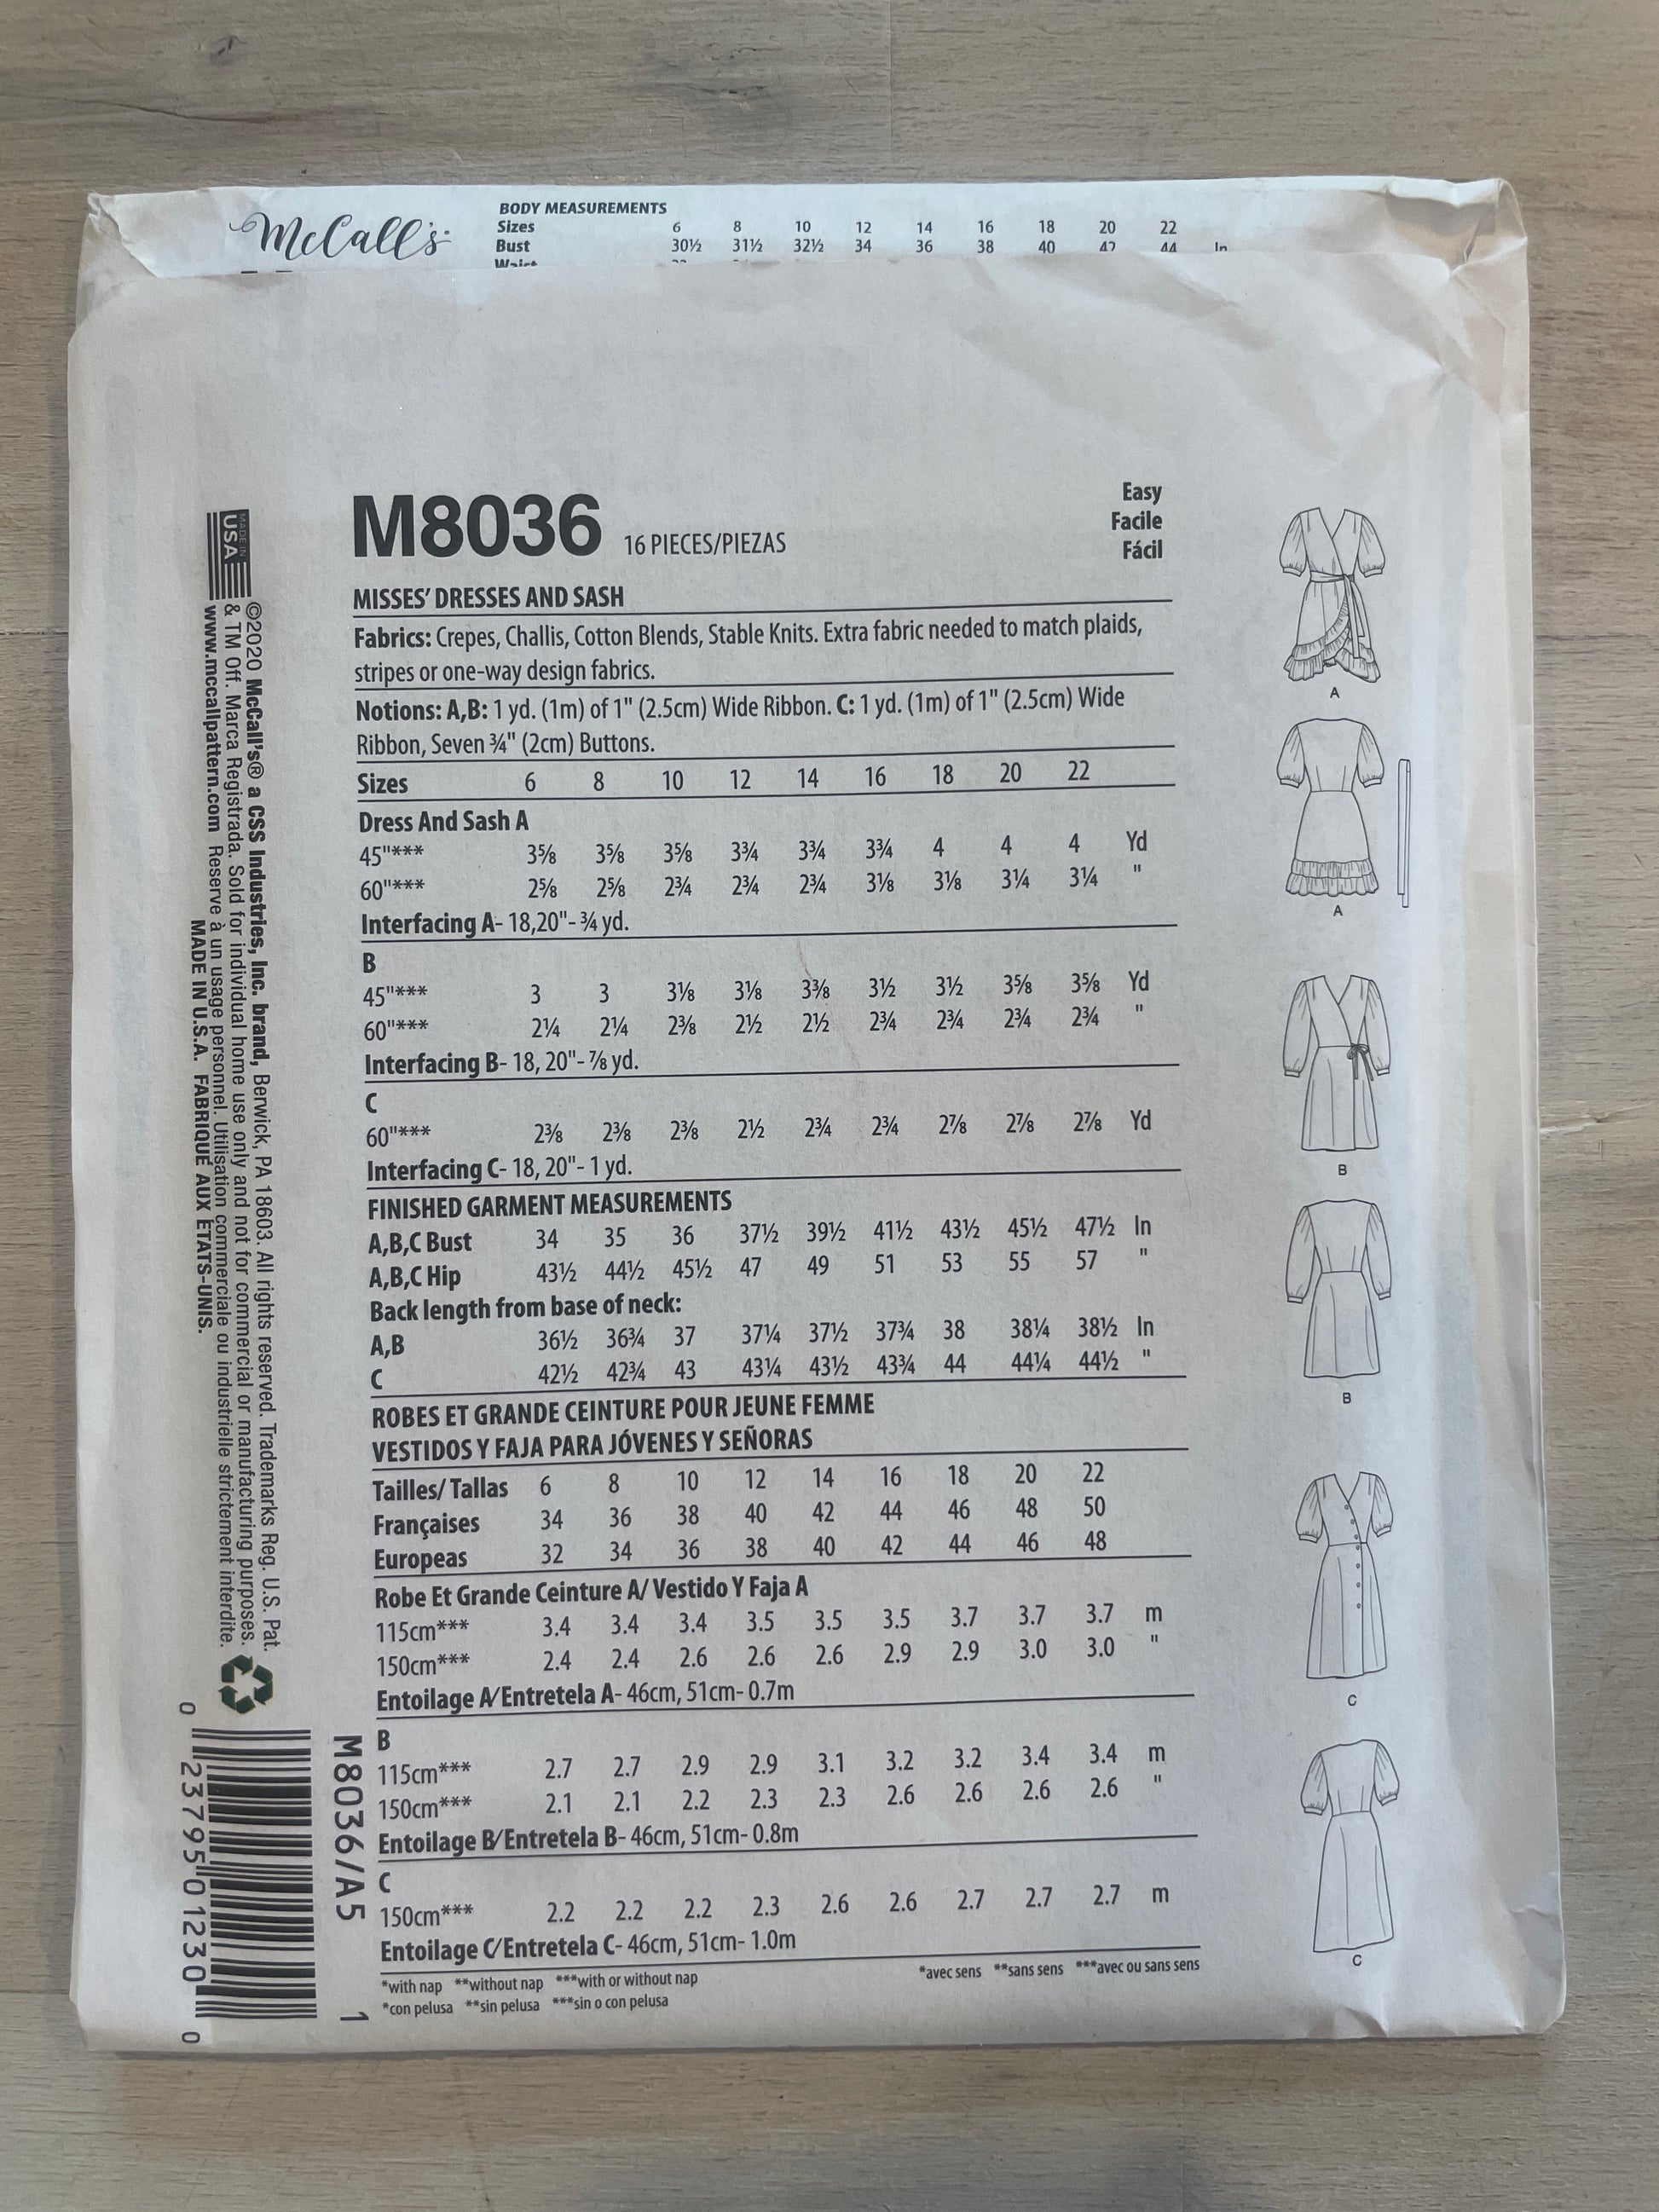 McCall's
BODY MEASUREMENTS
Sizes 6 8 10 12 14 16 18 20 22
Bust 30½ 31½ 32½ 34 36 38 40 42 44 In
Waist
M8036 16 PIECES/PIEZAS
Easy
Facile
Fácil
MISSES' DRESSES AND SASH
Fabrics: Crepes, Challis, Cotton Blends, Stable Knits. Extra fabric needed to match plaids,
stripes or one-way design fabrics.
Notions: A,B: 1 yd. (1m) of 1" (2.5cm) Wide Ribbon. C: 1 yd. (1m) of 1" (2.5cm) Wide
Ribbon, Seven ¾" (2cm) Buttons.
Sizes 6 8 10 12 14 16 18 20 22
Dress And Sash A
45"*** 3⅝ 3⅝ 3⅝ 3¾ 3¾ 3¾ 4 4 4 Yd
60"*** 2⅝ 2⅝ 2¾ 2¾ 2¾ 3⅛ 3⅛ 3¼ 3¼ "
Interfacing A- 18,20"- ¾ yd.
B
45"*** 3 3 3⅛ 3⅛ 3⅜ 3½ 3½ 3⅝ 3⅝ Yd
60"*** 2¼ 2¼ 2⅜ 2½ 2½ 2¾ 2¾ 2¾ 2¾ "
Interfacing B- 18, 20"- ⅞ yd.
C
60"*** 2⅜ 2⅜ 2⅜ 2½ 2¾ 2¾ 2⅞ 2⅞ 2⅞ Yd
Interfacing C- 18, 20"- 1 yd.
FINISHED GARMENT MEASUREMENTS
A,B,C Bust 34 35 36 37½ 39½ 41½ 43½ 45½ 47½ In
A,B,C Hip 43½ 44½ 45½ 47 49 51 53 55 57 "
Back length from base of neck:
A,B 36½ 36¾ 37 37¼ 37½ 37¾ 38 38¼ 38½ In
C 42½ 42¾ 43 43¼ 43½ 43¾ 44 44¼ 44½ "
ROBES ET GRANDE CEINTURE POUR JEUNE FEMME
VESTIDOS Y FAJA PARA JÓVENES Y SEÑORAS
Tailles/ Tallas 6 8 10 12 14 16 18 20 22
Françaises 34 36 38 40 42 44 46 48 50
Europeas 32 34 36 38 40 42 44 46 48
Robe Et Grande Ceinture A/ Vestido Y Faja A
115cm*** 3.4 3.4 3.4 3.5 3.5 3.5 3.7 3.7 3.7 m
150cm*** 2.4 2.4 2.6 2.6 2.6 2.9 2.9 3.0 3.0 "
Entoilage A/Entretela A- 46cm, 51cm- 0.7m
B
115cm*** 2.7 2.7 2.9 2.9 3.1 3.2 3.2 3.4 3.4 m
150cm*** 2.1 2.1 2.2 2.3 2.3 2.6 2.6 2.6 2.6 "
Entoilage B/Entretela B- 46cm, 51cm- 0.8m
C
150cm*** 2.2 2.2 2.2 2.3 2.6 2.6 2.7 2.7 2.7 m
Entoilage C/Entretela C- 46cm, 51cm- 1.0m
*with nap **without nap ***with or without nap
*con pelusa **sin pelusa ***sin o con pelusa
*avec sens **sans sens ***avec ou sans sens
A
A
B
B
C
C
MADE IN
USA
©2020 McCall's® a CSS Industries, Inc. brand, Berwick, PA 18603. All rights reserved. Trademarks Reg. U.S. Pat.
& TM Off. Marca Registrada. Sold for individual home use only and not for commercial or manufacturing purposes.
www.mccallpattern.com Reserve à un usage personnel. Utilisation commerciale ou industrielle strictement interdite.
MADE IN U.S.A. FABRIQUÉ AUX ÉTATS-UNIS.
M8036/A5 1
0 23795 01230 0